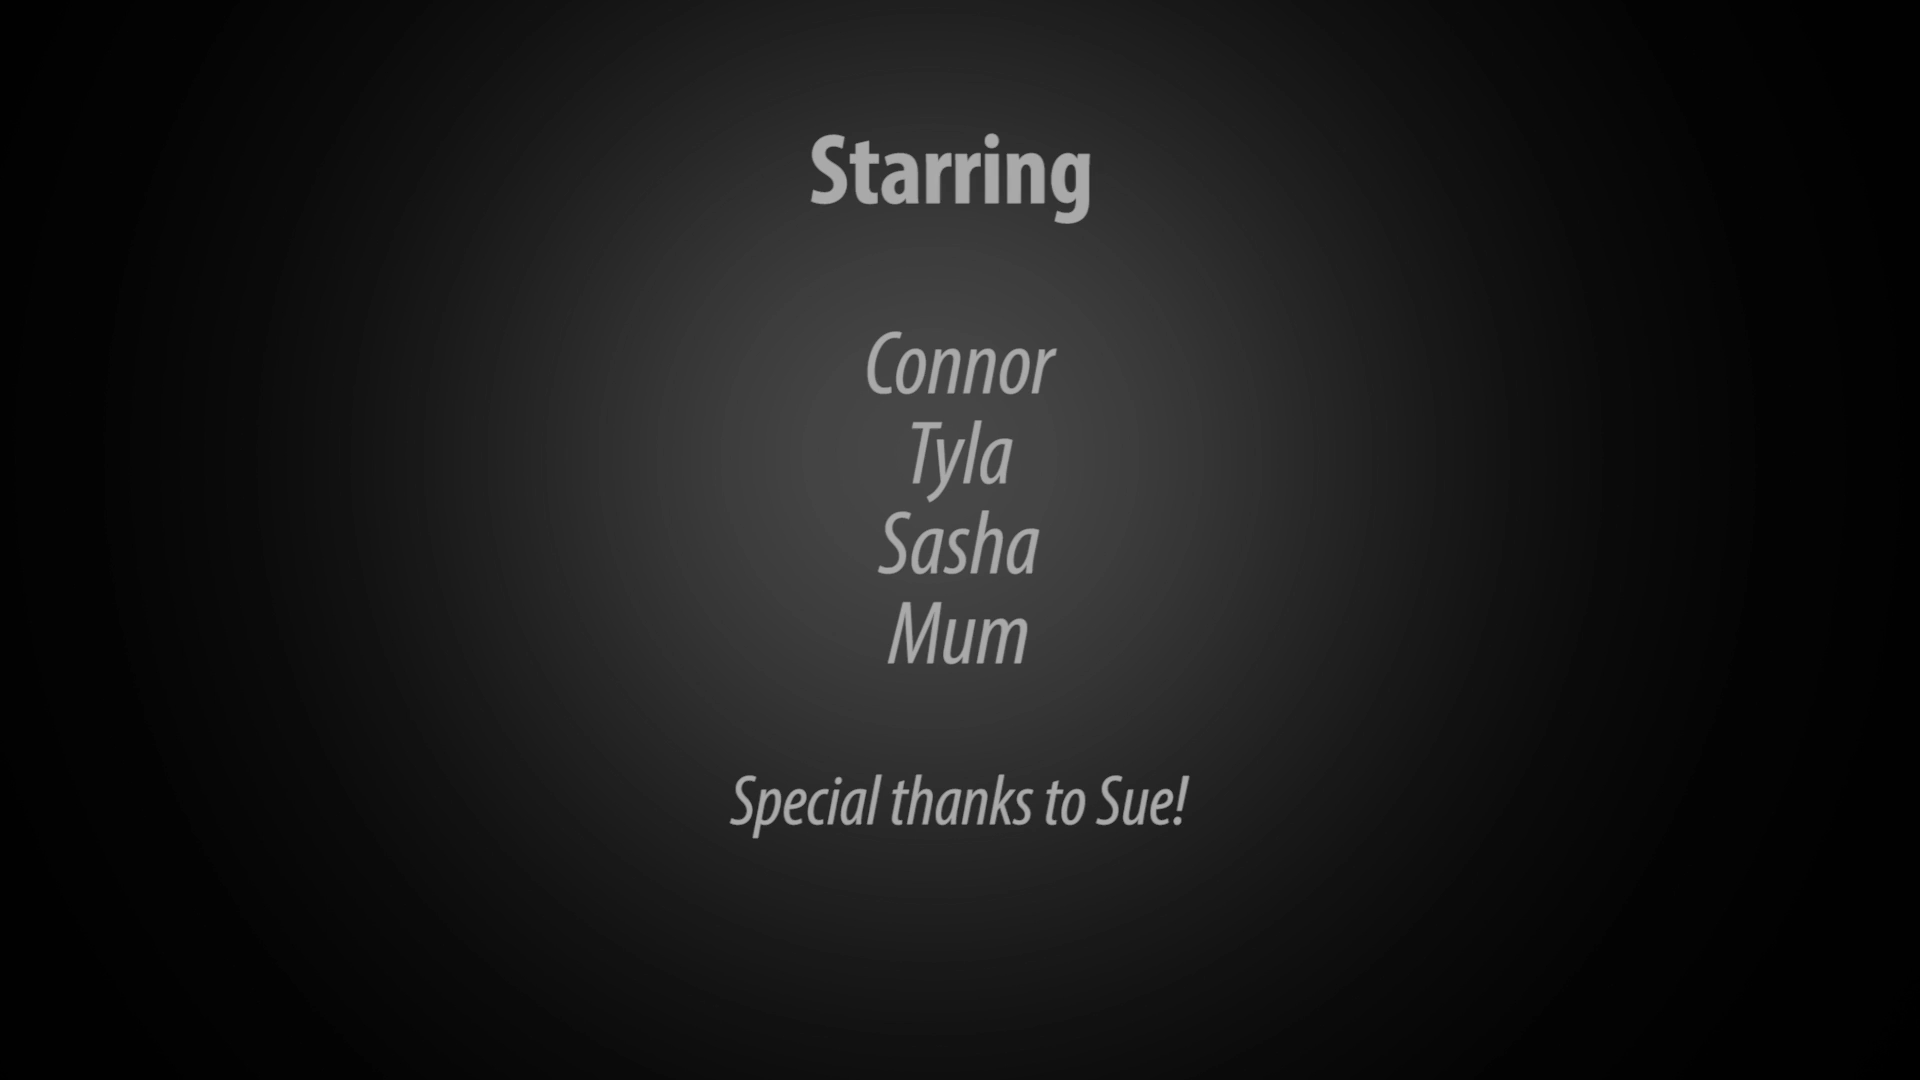 Starring
Connor
Tyla
Sasha
Mum
Special thanks to Sue!